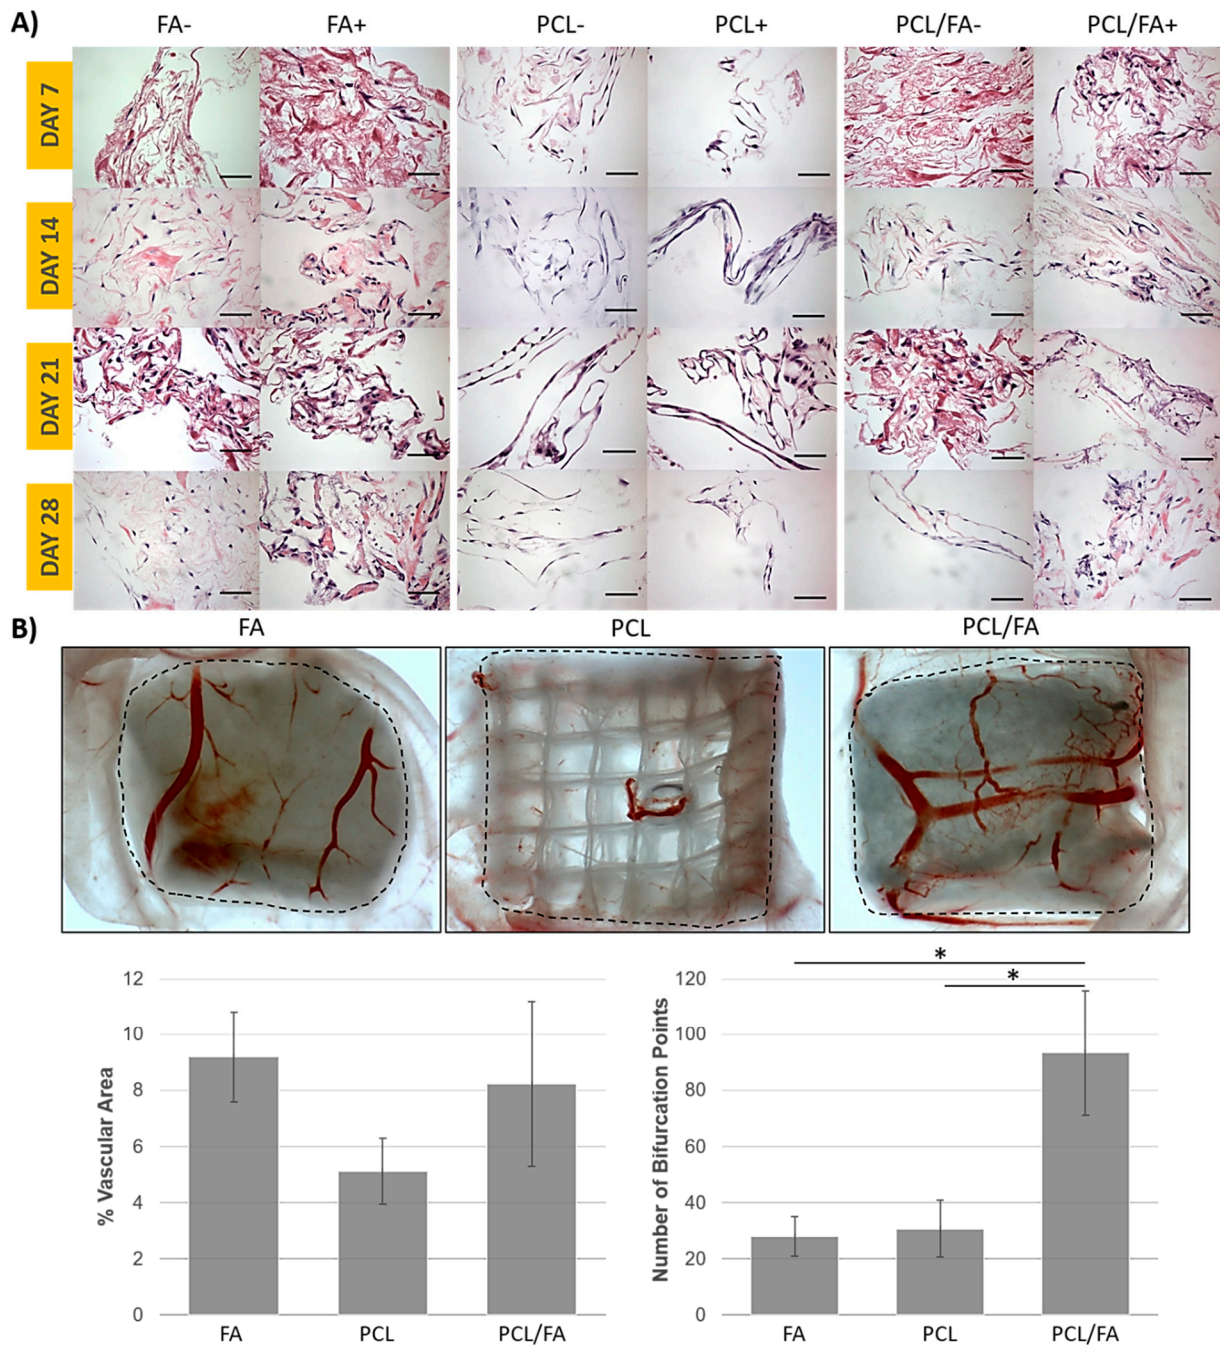 A)
FA- FA+ PCL- PCL+ PCL/FA- PCL/FA+
DAY 7
DAY 14
DAY 21
DAY 28
B)
FA PCL PCL/FA
12
10
8
6
4
2
0
% Vascular Area
FA PCL PCL/FA
*
*
120
100
80
60
40
20
0
Number of Bifurcation Points
FA PCL PCL/FA